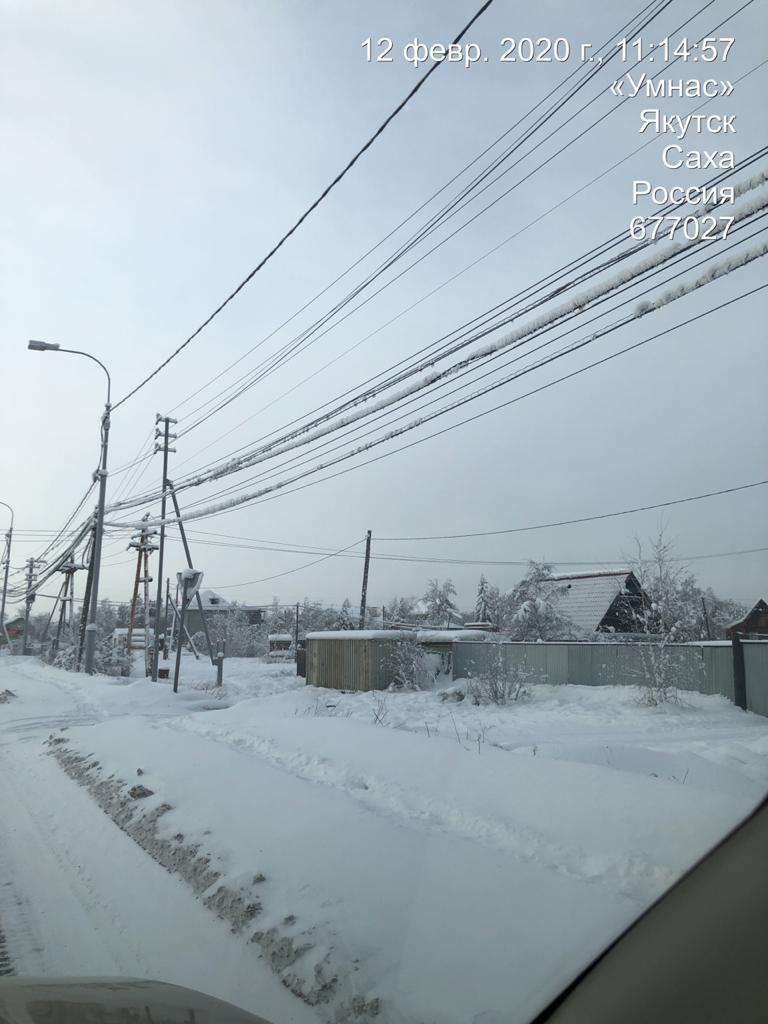 12 февр. 2020 г., 11:14:57
«Умнас»
Якутск
Саха
Россия
677027